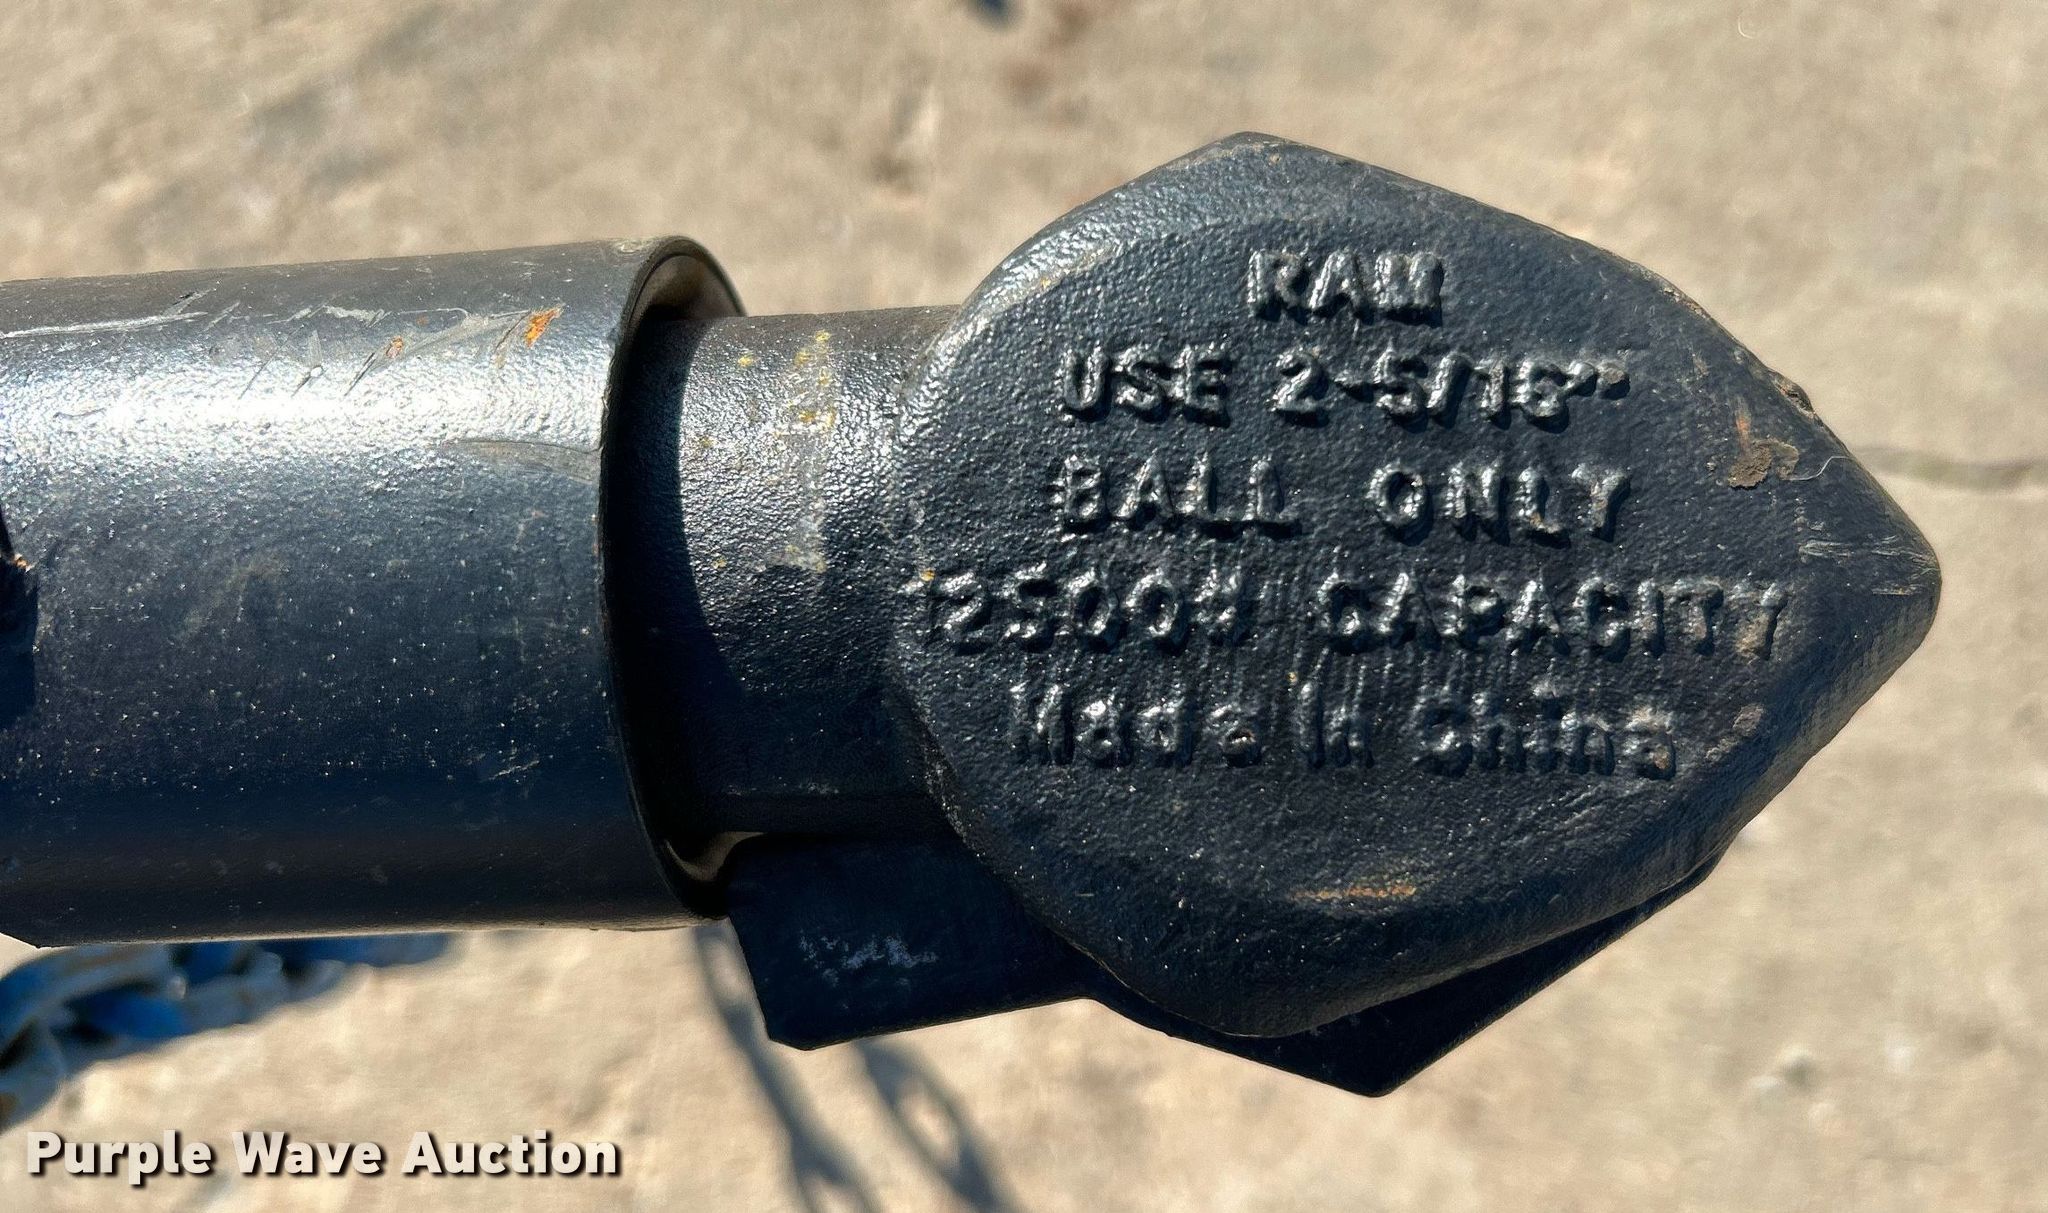 RAM
USE 2-5/16"
BALL ONLY
12500# CAPACITY
Made in China
Purple Wave Auction